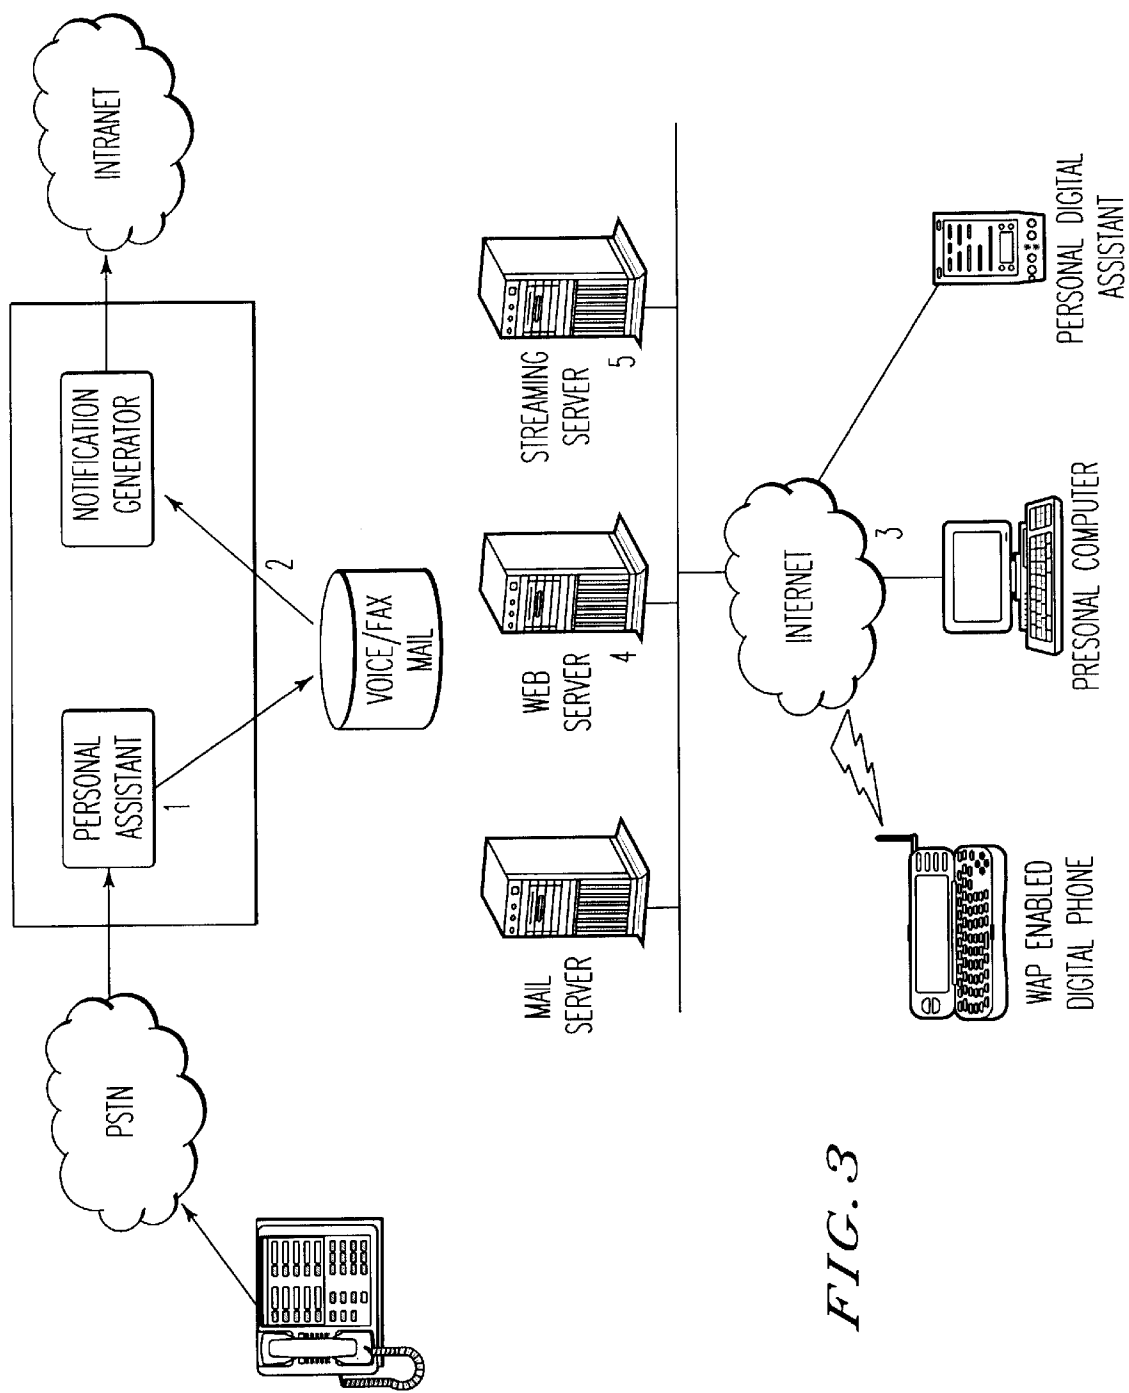 PSTN
PERSONAL
ASSISTANT
1
NOTIFICATION
GENERATOR
INTRANET
2
VOICE/FAX
MAIL
MAIL
SERVER
WEB
SERVER
4
STREAMING
SERVER
5
INTERNET
3
WAP ENABLED
DIGITAL PHONE
PRESONAL COMPUTER
PERSONAL DIGITAL
ASSISTANT
FIG. 3